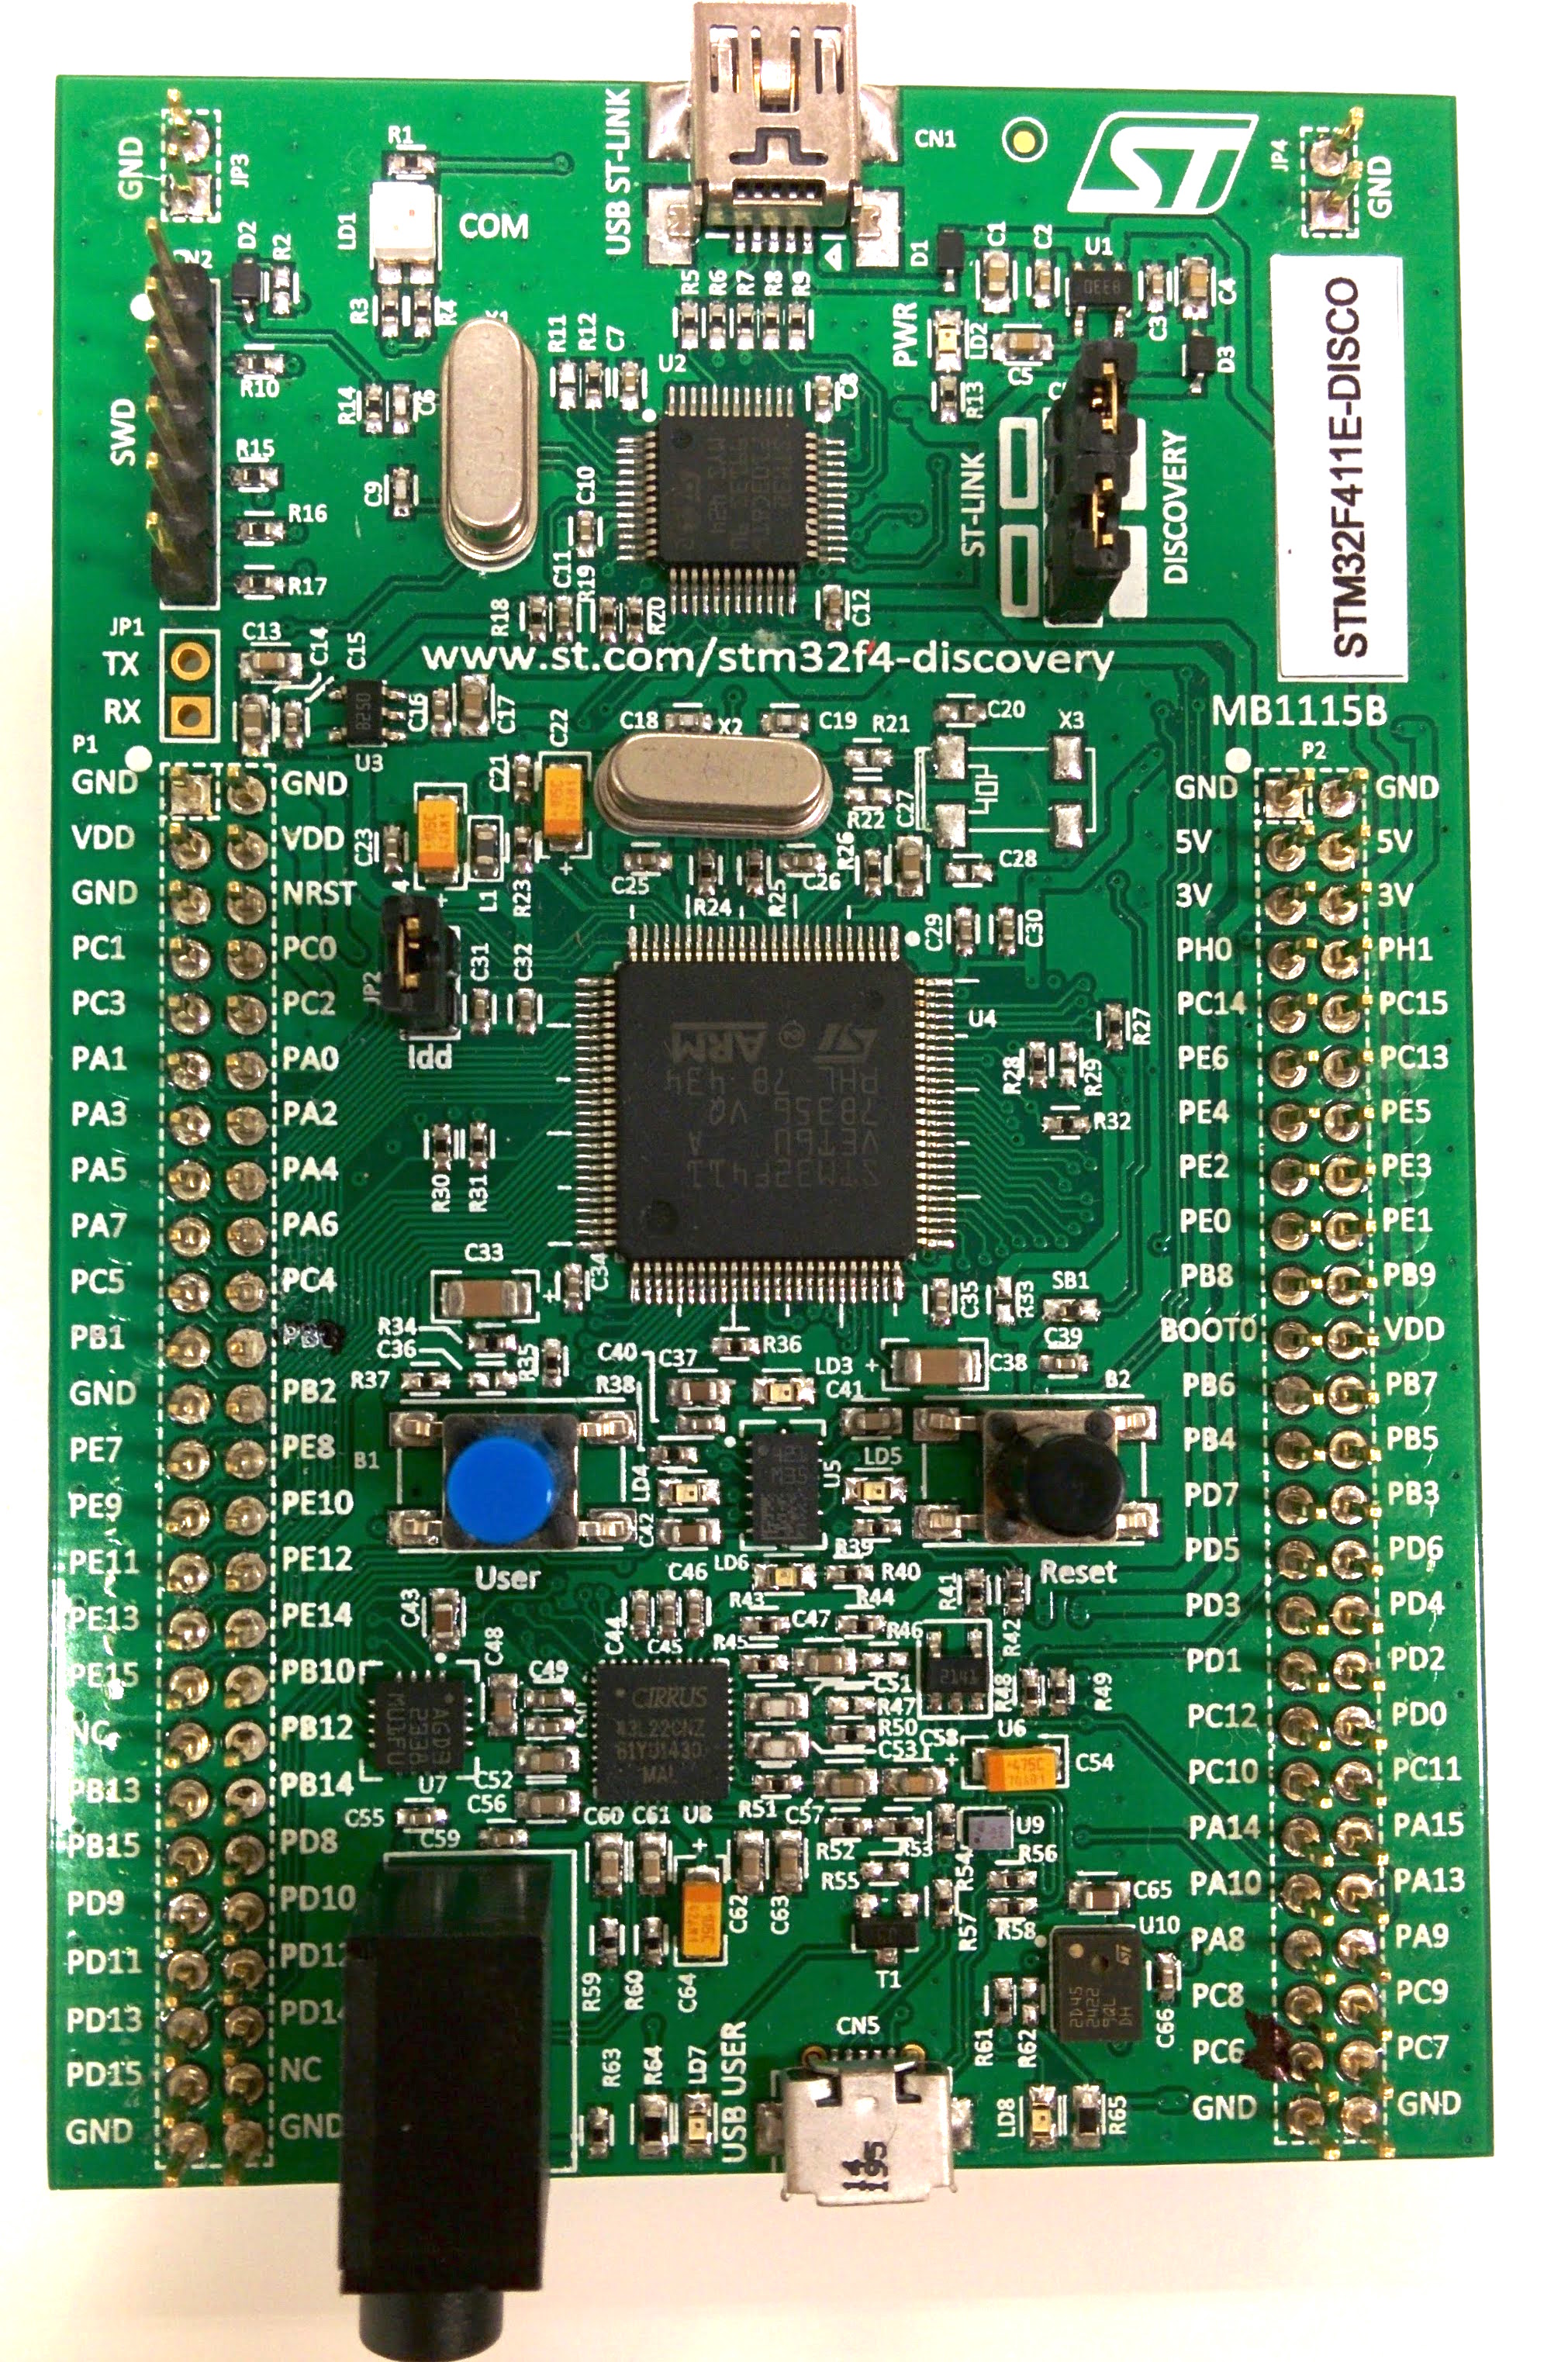 GND
JP3
R1
LD1
COM
USB ST-LINK
CN1
ST
JP4
GND
D2
R2
CN2
R3
R4
R5
R6
R7
R8
R9
D1
C1
C2
U1
C3
C4
PWR
LD2
C5
D3
R13
SWD
R10
R14
C6
R11
R12
C7
U2
C8
R15
C9
R16
R17
C10
C11
R19
R18
R20
C12
ST-LINK
DISCOVERY
STM32F411E-DISCO
JP1
TX
RX
C13
C14
C15
C16
C17
U3
www.st.com/stm32f4-discovery
MB1115B
P1
P2
C18
X2
C19
R21
C20
X3
C21
C22
R22
C27
C23
L1
R23
C25
R24
R25
C26
R26
C28
C29
C30
JP2
Idd
C31
C32
U4
R27
R28
R29
R32
R30
R31
ARM
PHL 7B 434
7B356 VQ
VET6U A
STM32F411
C33
C34
C35
R33
SB1
C39
R34
C36
R37
R35
R36
C40
C37
R38
LD3
C41
C38
B2
B1
User
LD4
C42
U5
LD5
Reset
LD6
R39
R40
C46
R41
R42
C43
C44
C45
R43
R44
C47
R45
R46
C48
C49
C51
R47
R50
C53
C58
R48
R49
U6
2141
CIRRUS
AGD3
2338
U7
U8
C52
C56
C55
C59
C60
C61
R51
C57
C54
R52
R53
U9
R54
R56
R55
R57
R58
C65
U10
C62
C63
C64
R59
R60
T1
C66
R61
R62
CN5
R63
R64
LD7
USB USER
LD8
R65
GND GND
VDD VDD
GND NRST
PC1 PC0
PC3 PC2
PA1 PA0
PA3 PA2
PA5 PA4
PA7 PA6
PC5 PC4
PB1
GND PB2
PE7 PE8
PE9 PE10
PE11 PE12
PE13 PE14
PE15 PB10
NC PB12
PB13 PB14
PB15 PD8
PD9 PD10
PD11 PD12
PD13 PD14
PD15 NC
GND GND
GND GND
5V 5V
3V 3V
PH0 PH1
PC14 PC15
PE6 PC13
PE4 PE5
PE2 PE3
PE0 PE1
PB8 PB9
BOOT0 VDD
PB6 PB7
PB4 PB5
PD7 PB3
PD5 PD6
PD3 PD4
PD1 PD2
PC12 PD0
PC10 PC11
PA14 PA15
PA10 PA13
PA8 PA9
PC8 PC9
PC6 PC7
GND GND